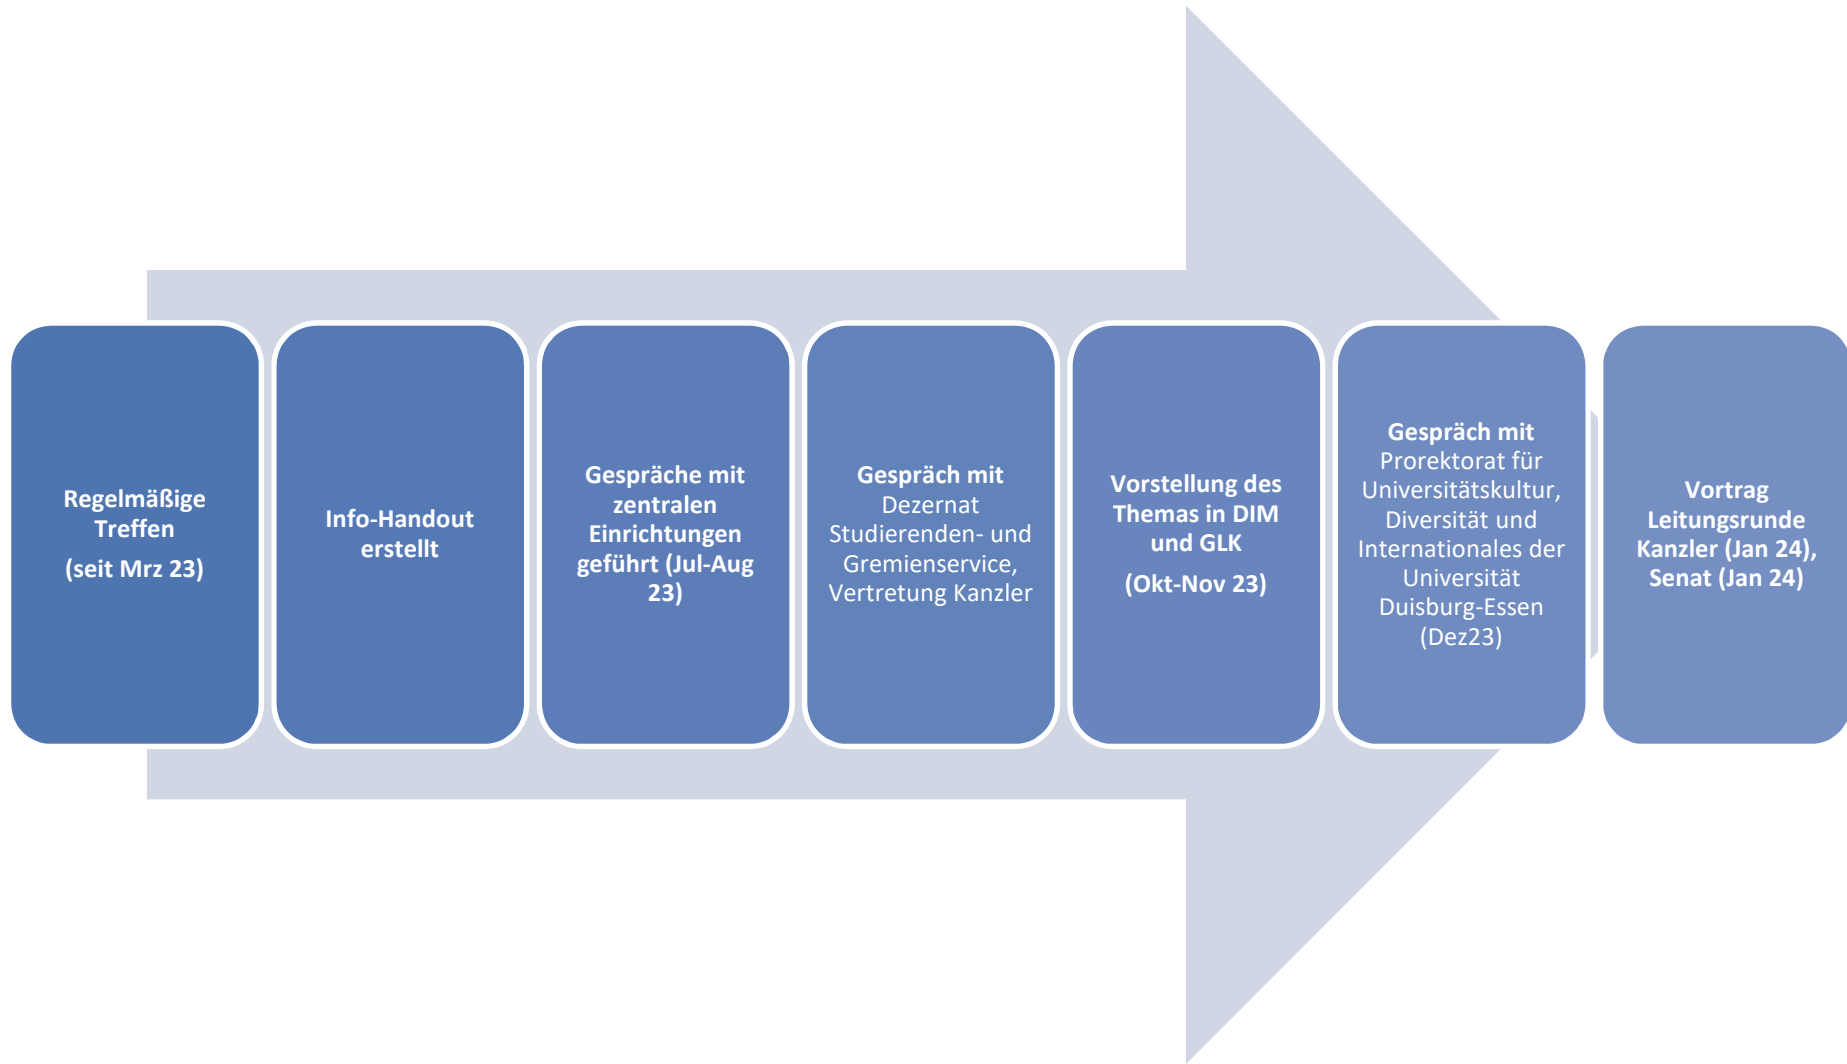 Regelmäßige
Treffen
(seit Mrz 23)
Info-Handout
erstellt
Gespräche mit
zentralen
Einrichtungen
geführt (Jul-Aug
23)
Gespräch mit
Dezernat
Studierenden- und
Gremienservice,
Vertretung Kanzler
Vorstellung des
Themas in DIM
und GLK
(Okt-Nov 23)
Gespräch mit
Prorektorat für
Universitätskultur,
Diversität und
Internationales der
Universität
Duisburg-Essen
(Dez23)
Vortrag
Leitungsrunde
Kanzler (Jan 24),
Senat (Jan 24)